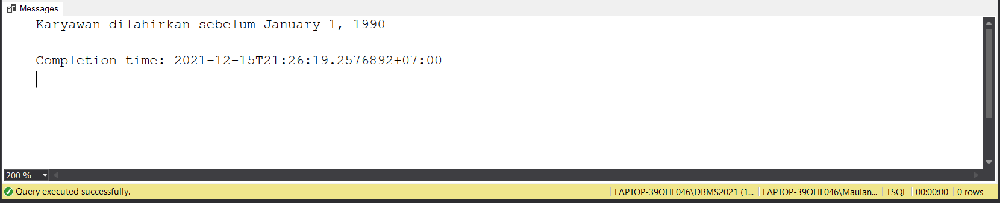 Messages
Karyawan dilahirkan sebelum January 1, 1990
Completion time: 2021-12-15T21:26:19.2576892+07:00
200 %
Query executed successfully.
LAPTOP-39OHL046\DBMS2021 (1...
LAPTOP-39OHL046\Maulan...
TSQL
00:00:00
0 rows